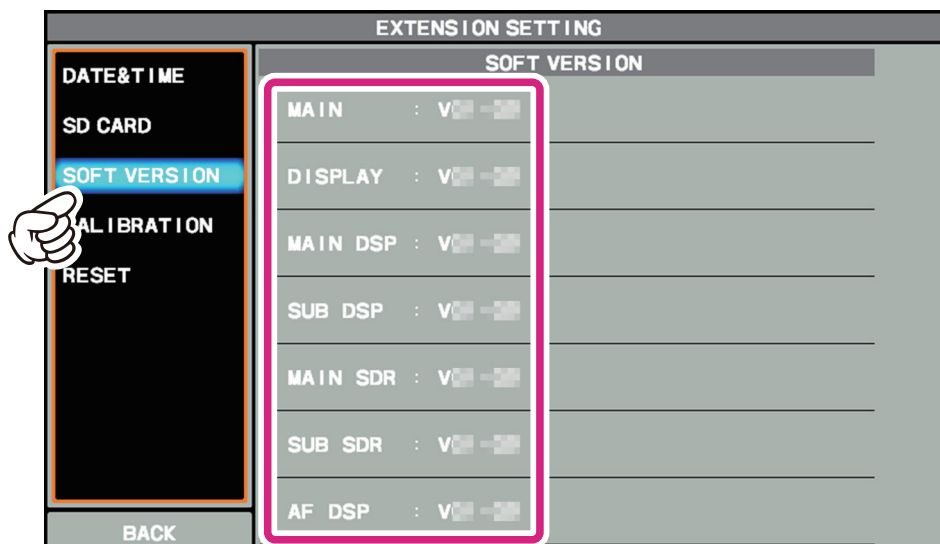 EXTENSION SETTING
DATE&TIME
SD CARD
SOFT VERSION
CALIBRATION
RESET
BACK
SOFT VERSION
MAIN : V
DISPLAY : V
MAIN DSP : V
SUB DSP : V
MAIN SDR : V
SUB SDR : V
AF DSP : V